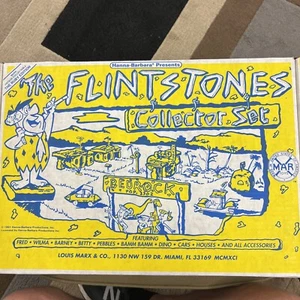 Hanna-Barbera® Presents
The
FLINTSTONES
Collector Set
BEDROCK
MAR
FEATURING
FRED • WILMA • BARNEY • BETTY • PEBBLES • BAMM BAMM • DINO • CARS • HOUSES • AND ALL ACCESSORIES
LOUIS MARX & CO., 1130 NW 159 DR. MIAMI, FL 33169 MCMXCI